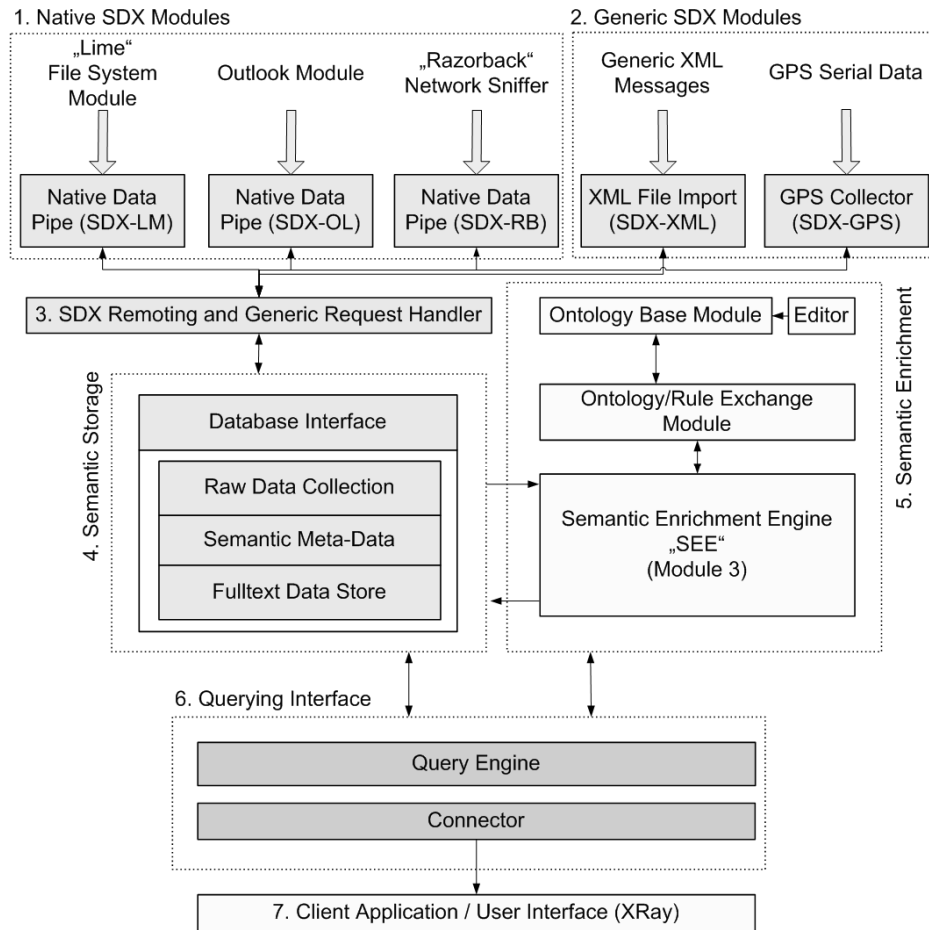 1. Native SDX Modules
2. Generic SDX Modules
„Lime“
File System
Module
Outlook Module
„Razorback“
Network Sniffer
Generic XML
Messages
GPS Serial Data
Native Data
Pipe (SDX-LM)
Native Data
Pipe (SDX-OL)
Native Data
Pipe (SDX-RB)
XML File Import
(SDX-XML)
GPS Collector
(SDX-GPS)
3. SDX Remoting and Generic Request Handler
4. Semantic Storage
Database Interface
Raw Data Collection
Semantic Meta-Data
Fulltext Data Store
Ontology Base Module
Editor
Ontology/Rule Exchange
Module
Semantic Enrichment Engine
„SEE“
(Module 3)
5. Semantic Enrichment
6. Querying Interface
Query Engine
Connector
7. Client Application / User Interface (XRay)